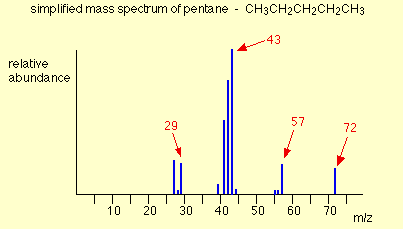 simplified mass spectrum of pentane - CH₃CH₂CH₂CH₂CH₃
43
relative
abundance
29
57
72
10 20 30 40 50 60 70
m/z